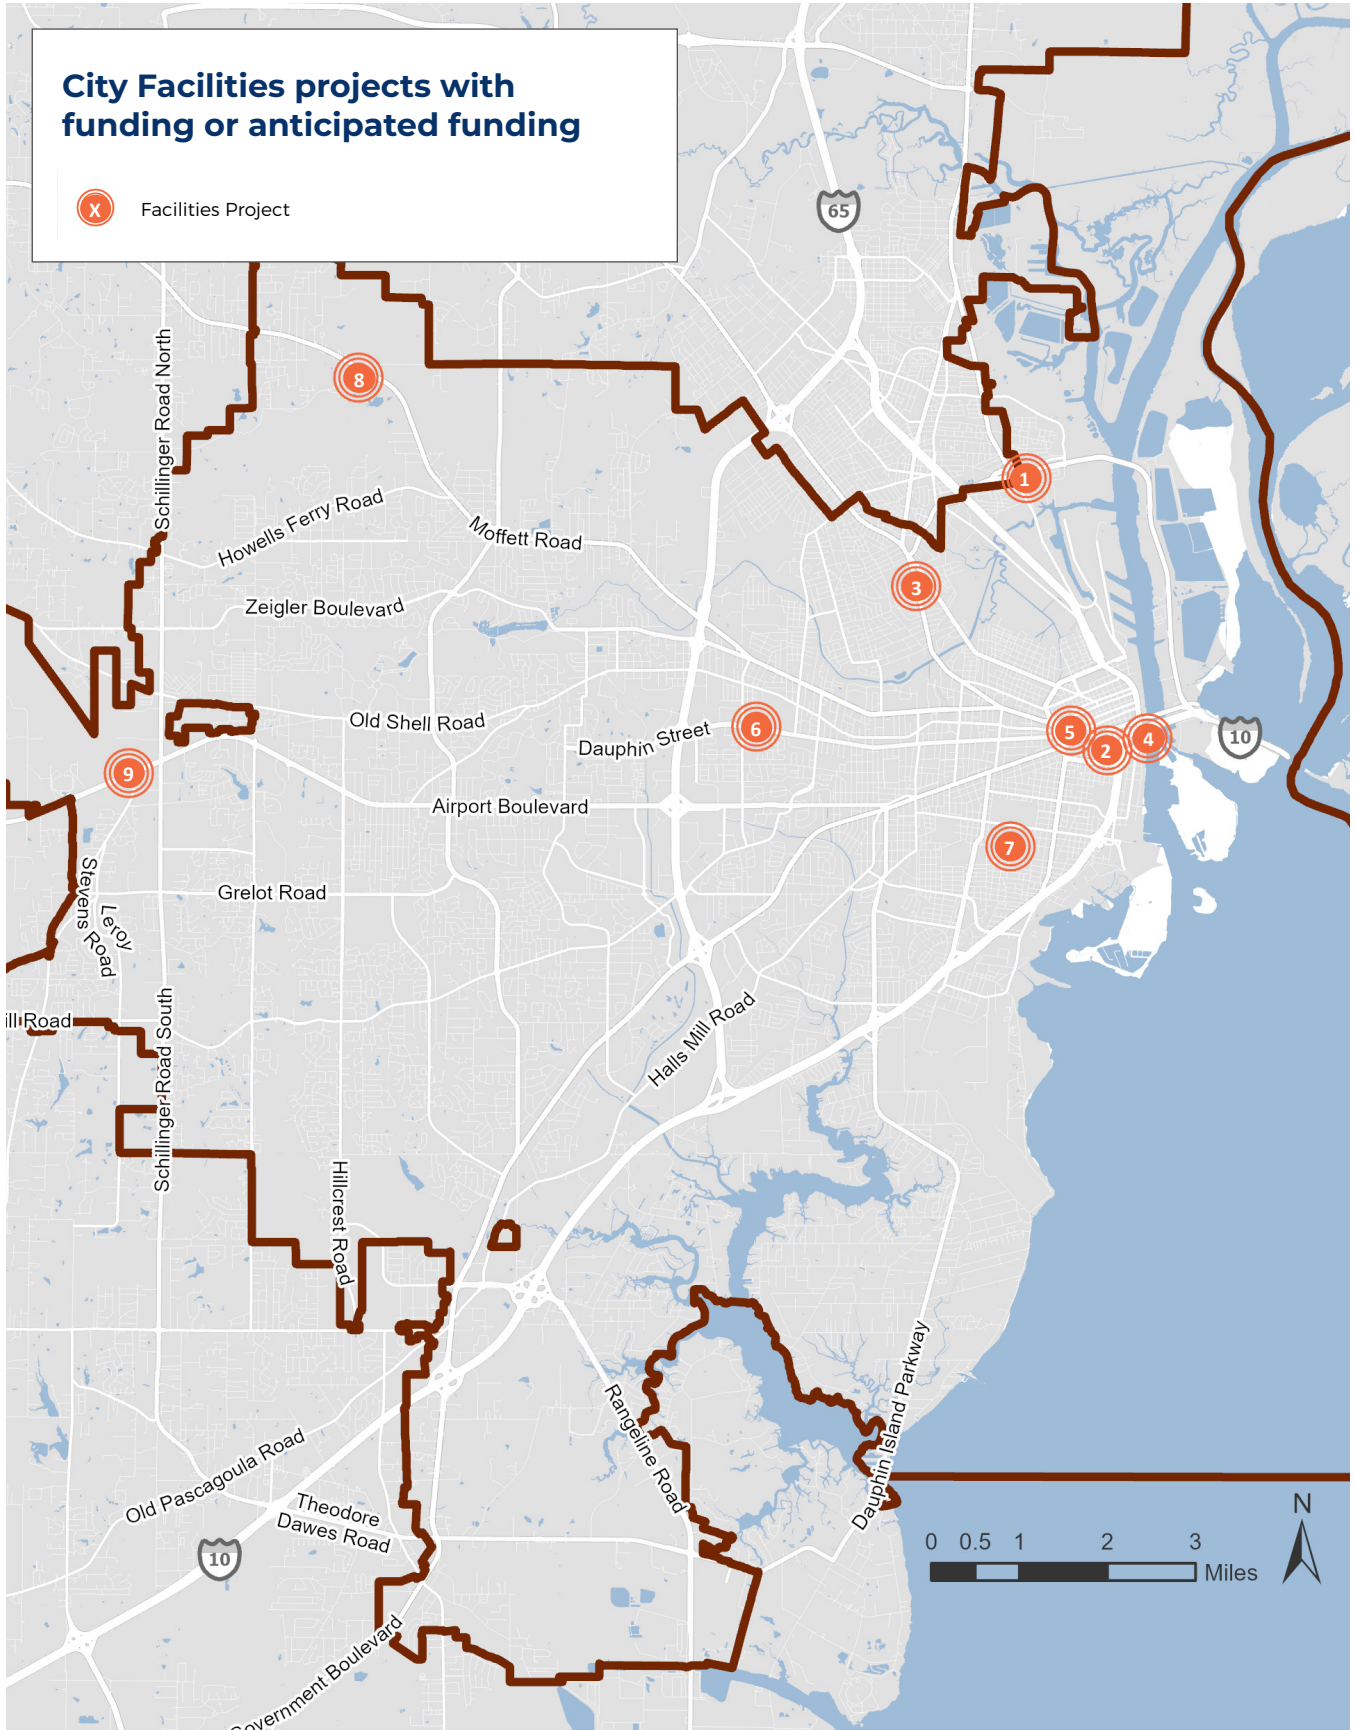 City Facilities projects with
funding or anticipated funding
X
Facilities Project
65
8
Schillinger Road North
Howells Ferry Road
Moffett Road
1
3
Zeigler Boulevard
Old Shell Road
Dauphin Street
6
5
2
4
10
9
Airport Boulevard
7
Grelot Road
Leroy
Stevens Road
ill Road
Schillinger Road South
Halls Mill Road
Hillcrest Road
Rangeline Road
Dauphin Island Parkway
Old Pascagoula Road
Theodore
Dawes Road
10
Government Boulevard
N
0 0.5 1 2 3
Miles